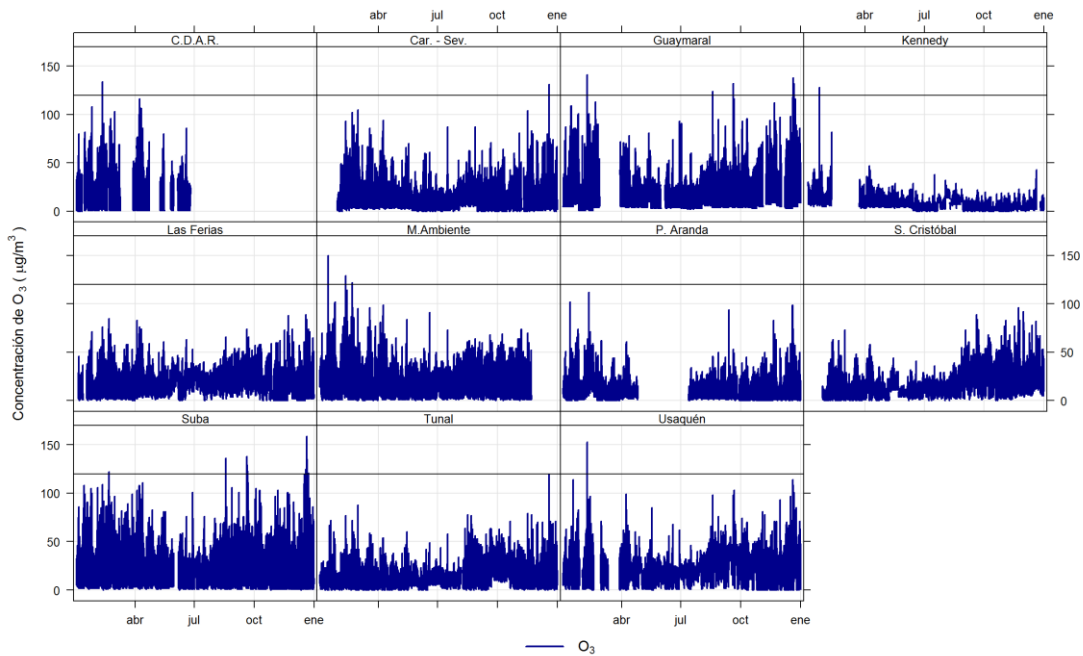 abr jul oct ene abr jul oct ene
C.D.A.R. Car. - Sev. Guaymaral Kennedy
150
100
50
0
Las Ferias M.Ambiente P. Aranda S. Cristóbal
150
100
50
0
Suba Tunal Usaquén
150
100
50
0
abr jul oct ene abr jul oct ene
Concentración de O₃ ( μg/m³ )
O₃